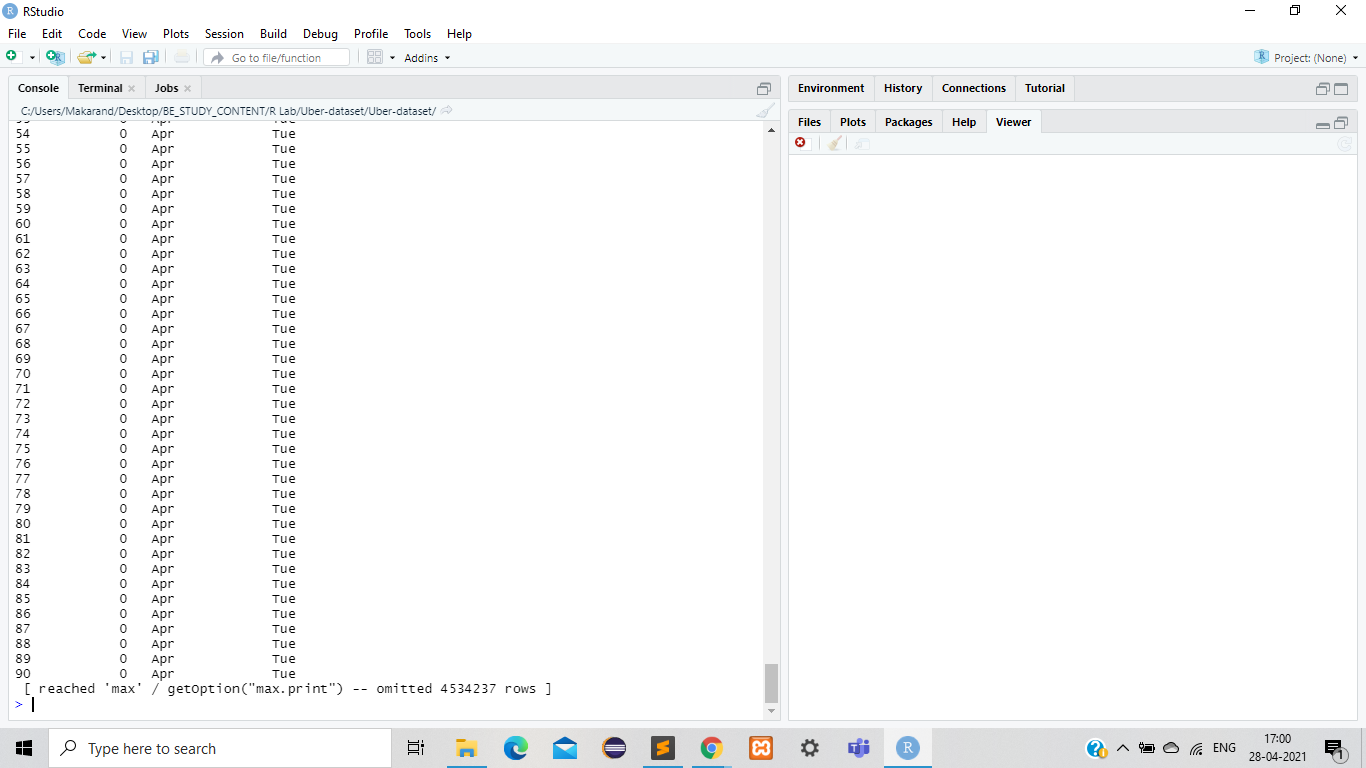 RStudio
File Edit Code View Plots Session Build Debug Profile Tools Help
Go to file/function Addins Project: (None)
Console Terminal Jobs
C:/Users/Makarand/Desktop/BE_STUDY_CONTENT/R Lab/Uber-dataset/Uber-dataset/
54 0 Apr Tue
55 0 Apr Tue
56 0 Apr Tue
57 0 Apr Tue
58 0 Apr Tue
59 0 Apr Tue
60 0 Apr Tue
61 0 Apr Tue
62 0 Apr Tue
63 0 Apr Tue
64 0 Apr Tue
65 0 Apr Tue
66 0 Apr Tue
67 0 Apr Tue
68 0 Apr Tue
69 0 Apr Tue
70 0 Apr Tue
71 0 Apr Tue
72 0 Apr Tue
73 0 Apr Tue
74 0 Apr Tue
75 0 Apr Tue
76 0 Apr Tue
77 0 Apr Tue
78 0 Apr Tue
79 0 Apr Tue
80 0 Apr Tue
81 0 Apr Tue
82 0 Apr Tue
83 0 Apr Tue
84 0 Apr Tue
85 0 Apr Tue
86 0 Apr Tue
87 0 Apr Tue
88 0 Apr Tue
89 0 Apr Tue
90 0 Apr Tue
[ reached 'max' / getOption("max.print") -- omitted 4534237 rows ]
>
Environment History Connections Tutorial
Files Plots Packages Help Viewer
Type here to search
ENG
17:00
28-04-2021
1